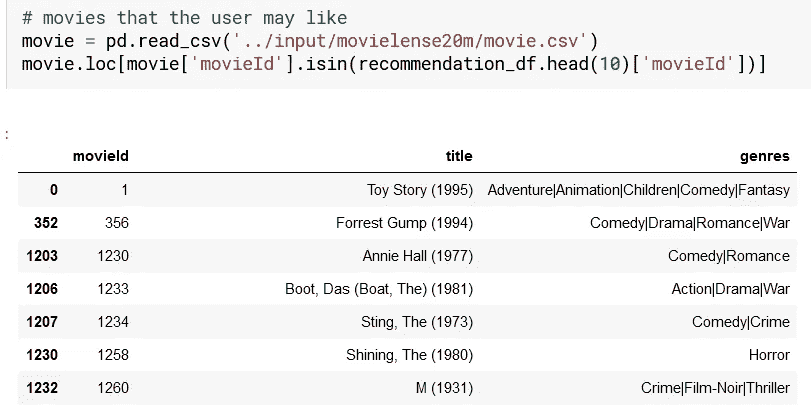 # movies that the user may like
movie = pd.read_csv('../input/movielense20m/movie.csv')
movie.loc[movie['movieId'].isin(recommendation_df.head(10)['movieId'])]
:
movieId title genres
0 1 Toy Story (1995) Adventure|Animation|Children|Comedy|Fantasy
352 356 Forrest Gump (1994) Comedy|Drama|Romance|War
1203 1230 Annie Hall (1977) Comedy|Romance
1206 1233 Boot, Das (Boat, The) (1981) Action|Drama|War
1207 1234 Sting, The (1973) Comedy|Crime
1230 1258 Shining, The (1980) Horror
1232 1260 M (1931) Crime|Film-Noir|Thriller